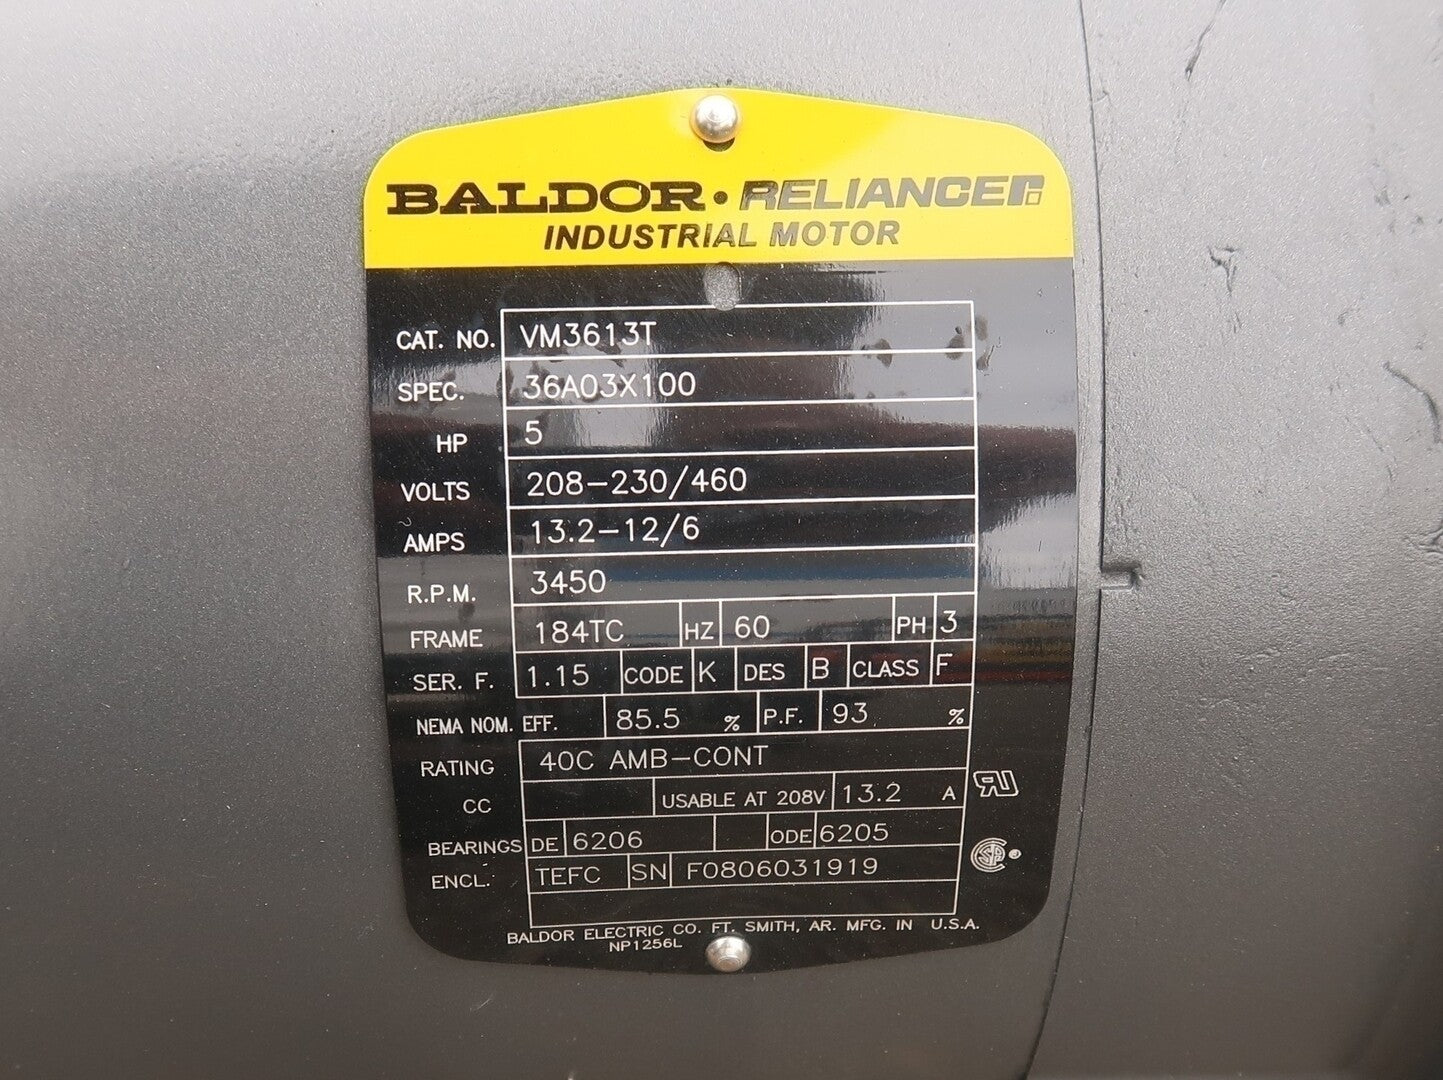 BALDOR • RELIANCER
INDUSTRIAL MOTOR
CAT. NO. VM3613T
SPEC. 36A03X100
HP 5
VOLTS 208-230/460
AMPS 13.2-12/6
R.P.M. 3450
FRAME 184TC HZ 60 PH 3
SER. F. 1.15 CODE K DES B CLASS F
NEMA NOM. EFF. 85.5 % P.F. 93 %
RATING 40C AMB-CONT
CC USABLE AT 208V 13.2 A
BEARINGS DE 6206 ODE 6205
ENCL. TEFC SN F0806031919
BALDOR ELECTRIC CO. FT. SMITH, AR. MFG. IN U.S.A.
NP1256L